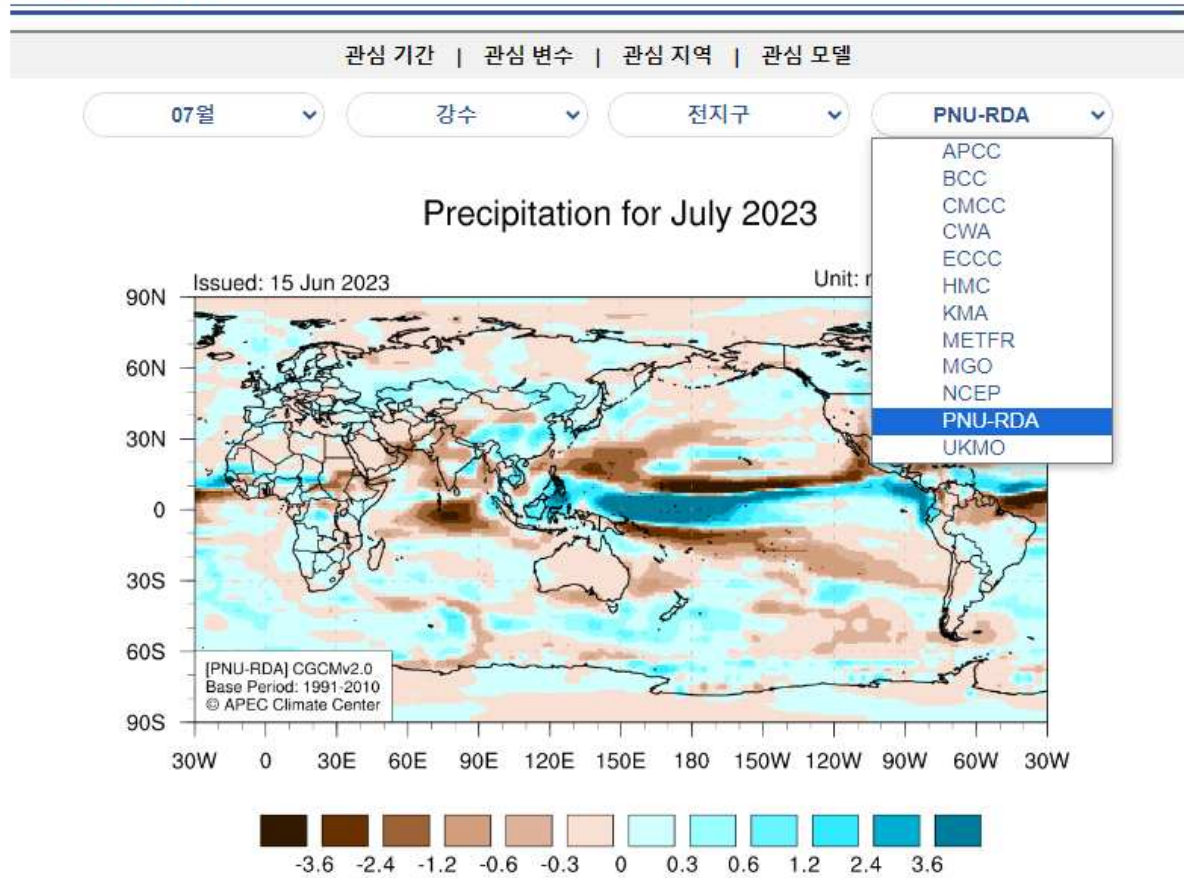 관심 기간 | 관심 변수 | 관심 지역 | 관심 모델
07월 강수 전지구 PNU-RDA
APCC
BCC
CMCC
CWA
ECCC
HMC
KMA
METFR
MGO
NCEP
PNU-RDA
UKMO
Precipitation for July 2023
Issued: 15 Jun 2023
Unit:
90N
60N
30N
0
30S
60S
90S
[PNU-RDA] CGCMv2.0
Base Period: 1991-2010
© APEC Climate Center
30W 0 30E 60E 90E 120E 150E 180 150W 120W 90W 60W 30W
-3.6 -2.4 -1.2 -0.6 -0.3 0 0.3 0.6 1.2 2.4 3.6